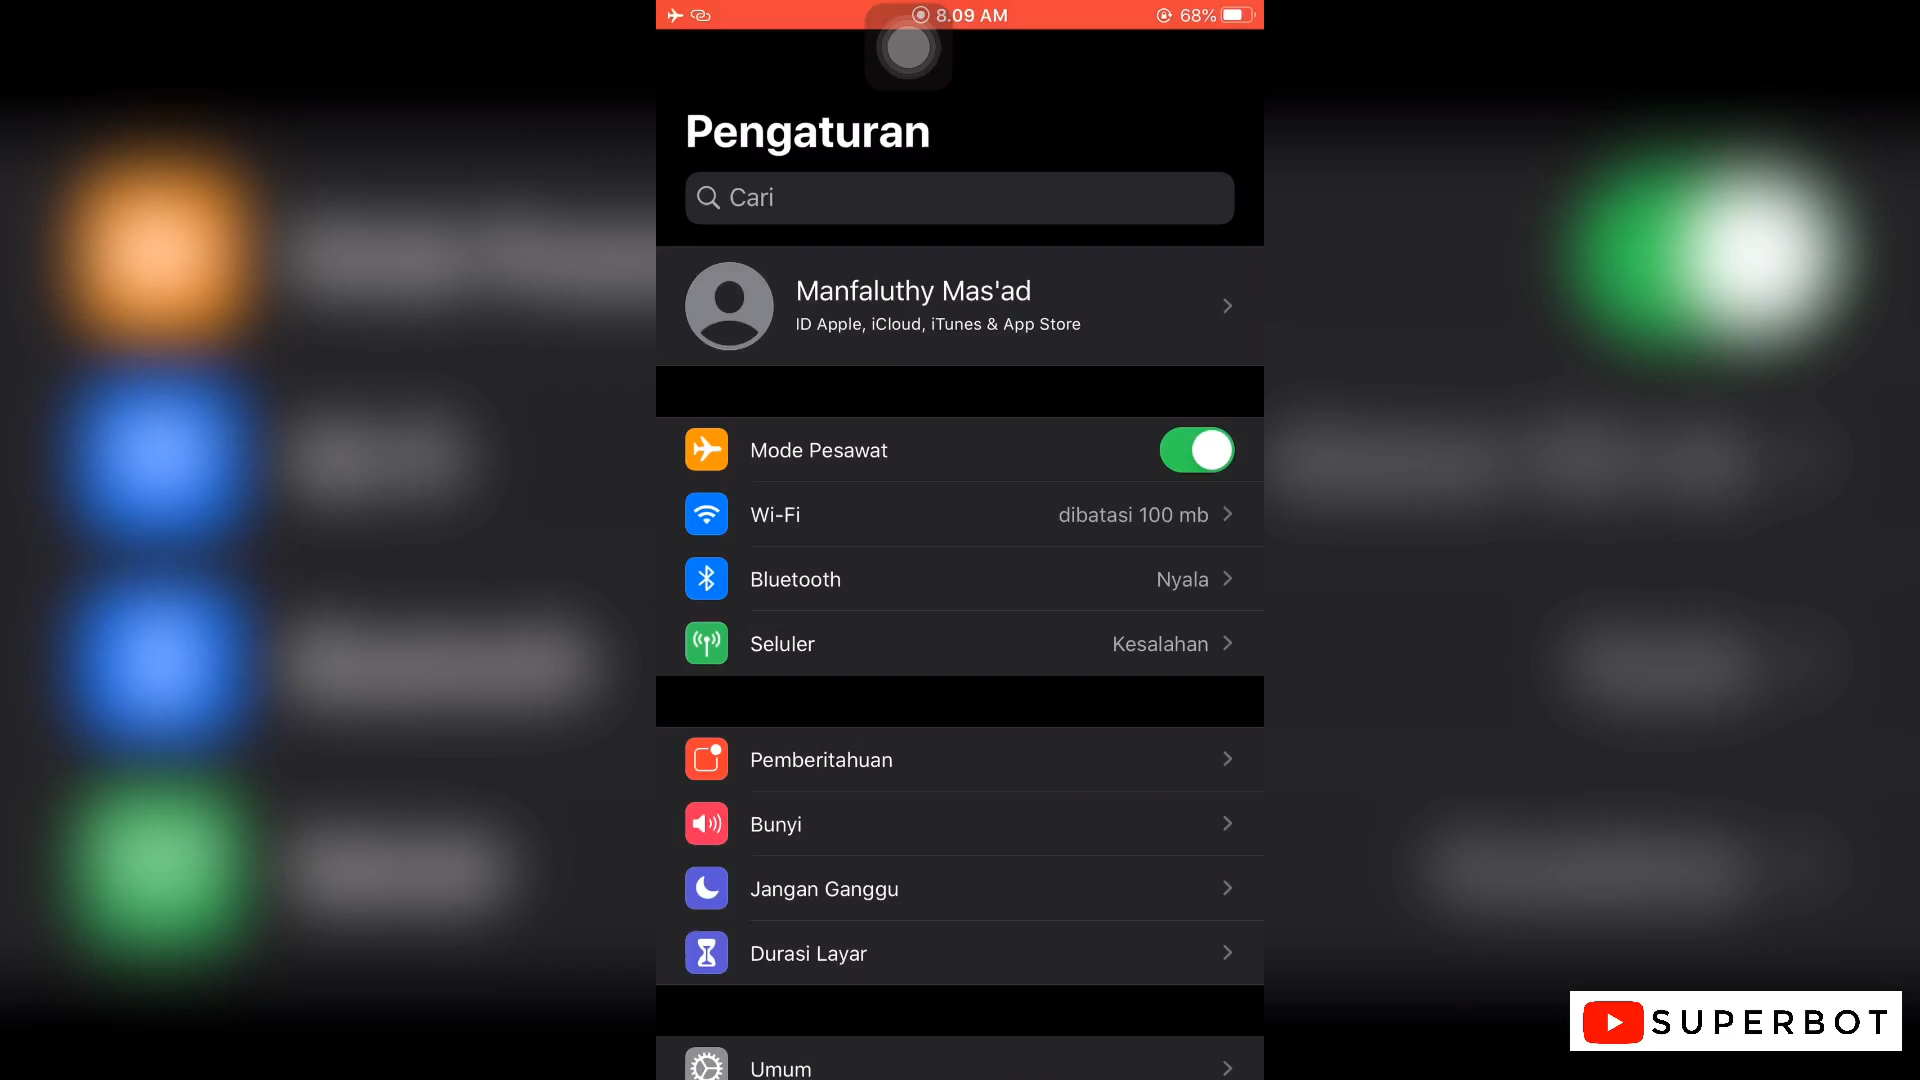 8.09 AM
68%
Pengaturan
Cari
Manfaluthy Mas'ad
ID Apple, iCloud, iTunes & App Store
Mode Pesawat
Wi-Fi dibatasi 100 mb
Bluetooth Nyala
Seluler Kesalahan
Pemberitahuan
Bunyi
Jangan Ganggu
Durasi Layar
Umum
SUPERBOT